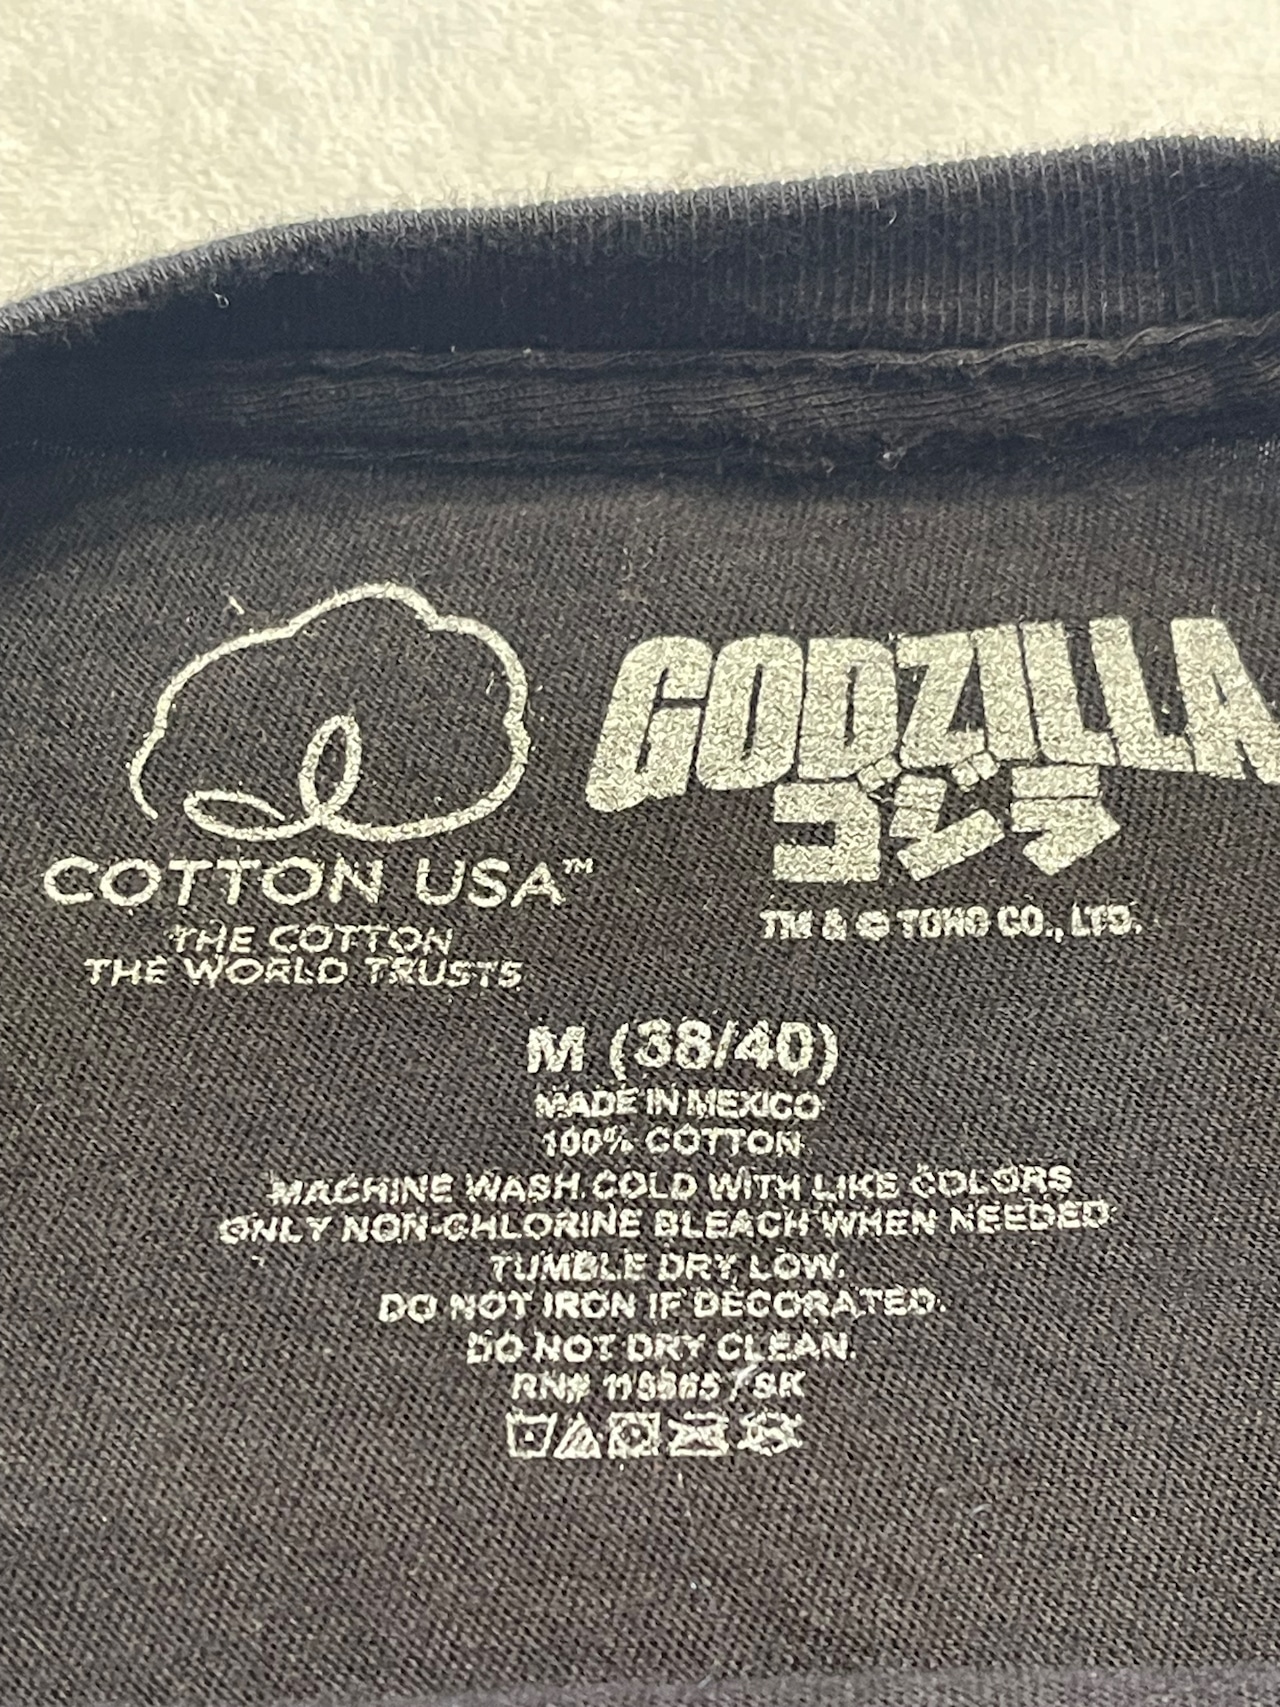 COTTON USA™
THE COTTON
THE WORLD TRUSTS
GODZILLA
ゴジラ
TM & © TOHO CO., LTD.
M (38/40)
MADE IN MEXICO
100% COTTON
MACHINE WASH COLD WITH LIKE COLORS
ONLY NON-CHLORINE BLEACH WHEN NEEDED
TUMBLE DRY LOW.
DO NOT IRON IF DECORATED.
DO NOT DRY CLEAN.
RN# / SK